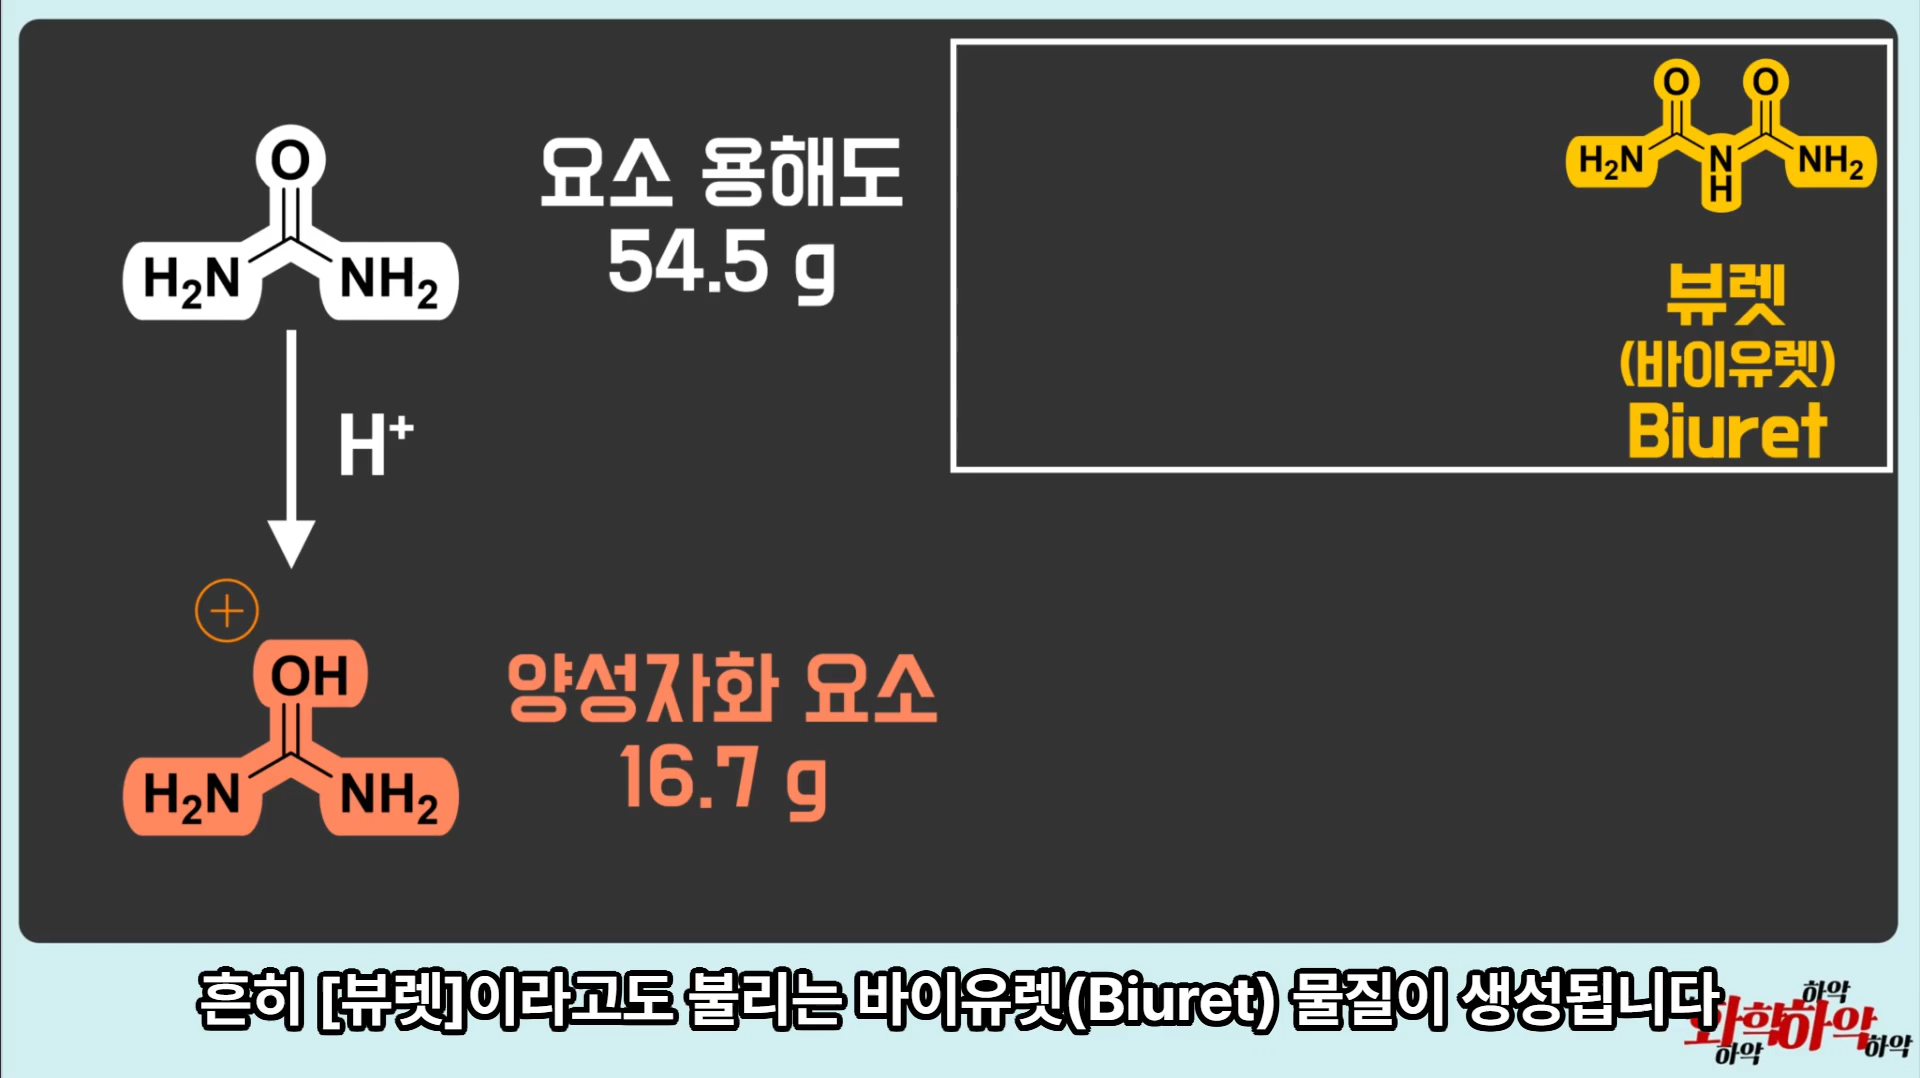 O
H₂N NH₂
요소 용해도
54.5 g
H⁺
+
OH
H₂N NH₂
양성자화 요소
16.7 g
O O
H₂N N H NH₂
뷰렛
(바이유렛)
Biuret
흔히 [뷰렛]이라고도 불리는 바이유렛(Biuret) 물질이 생성됩니다
하악
화학하악
하악 하악